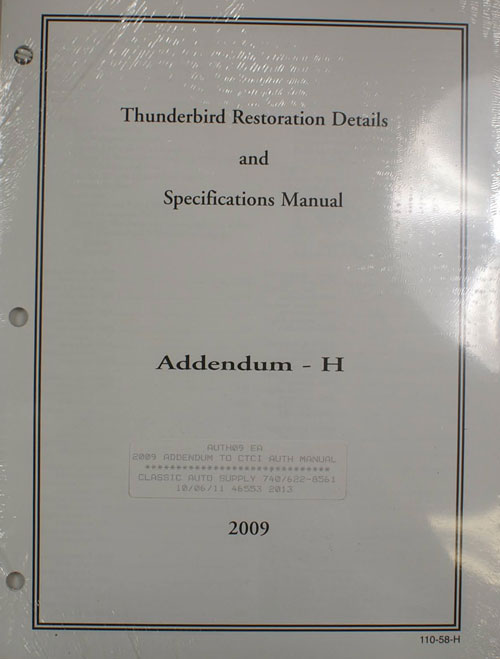 Thunderbird Restoration Details
and
Specifications Manual
Addendum - H
AUTH09 EA
2009 ADDENDUM TO CTCI AUTH MANUAL
******************************
CLASSIC AUTO SUPPLY 740/622-8561
10/06/11 46553 2013
2009
110-58-H